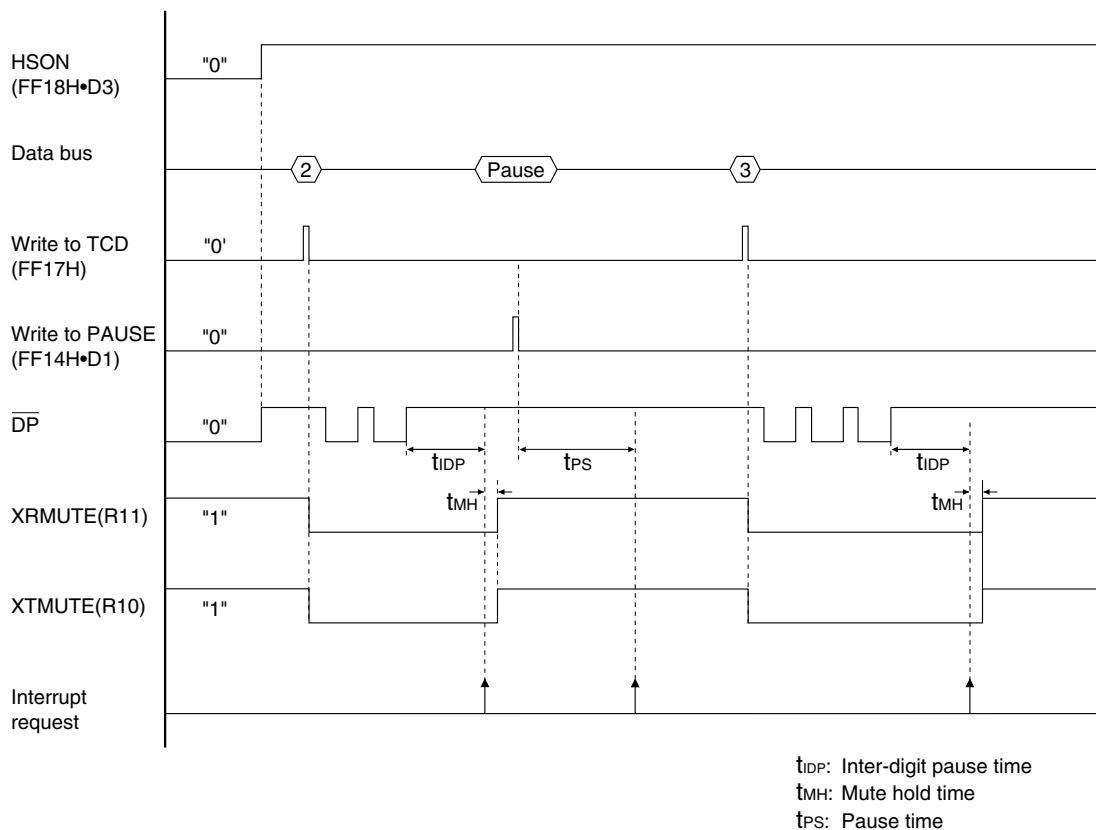 HSON "0"
(FF18H•D3)
Data bus 2 Pause 3
Write to TCD "0'
(FF17H)
Write to PAUSE "0"
(FF14H•D1)
DP "0"
tIDP tPS tIDP
tMH tMH
XRMUTE(R11) "1"
XTMUTE(R10) "1"
Interrupt
request
tIDP: Inter-digit pause time
tMH: Mute hold time
tPS: Pause time